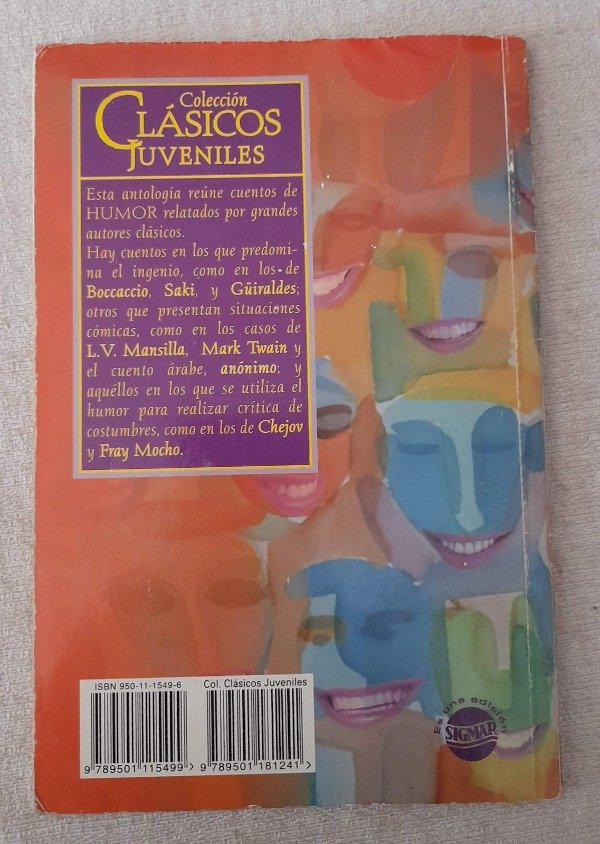 Colección
CLÁSICOS
JUVENILES
Esta antología reúne cuentos de
HUMOR relatados por grandes
autores clásicos.
Hay cuentos en los que predomi-
na el ingenio, como en los de
Boccaccio, Saki, y Güiraldes;
otros que presentan situaciones
cómicas, como en los casos de
L.V. Mansilla, Mark Twain y
el cuento árabe, anónimo; y
aquéllos en los que se utiliza el
humor para realizar crítica de
costumbres, como en los de Chejov
y Fray Mocho.
ISBN 950-11-1549-6
9 789501 115499 >
Col. Clásicos Juveniles
9 789501 181241 >
Es una edición
SIGMAR